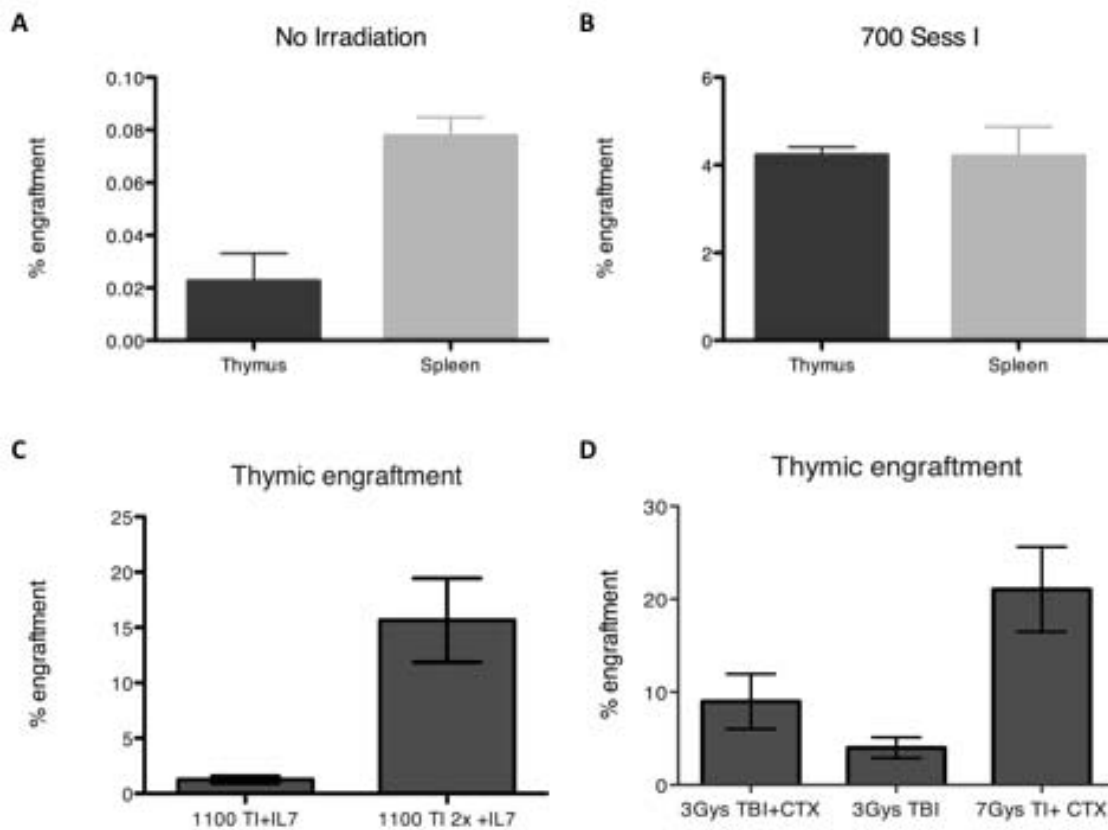 A
No Irradiation
% engraftment
0.10
0.08
0.06
0.04
0.02
0.00
Thymus
Spleen
B
700 Sess I
% engraftment
6
4
2
0
Thymus
Spleen
C
Thymic engraftment
% engraftment
25
20
15
10
5
0
1100 TI+IL7
1100 TI 2x +IL7
D
Thymic engraftment
% engraftment
30
20
10
0
3Gys TBI+CTX
3Gys TBI
7Gys TI+ CTX